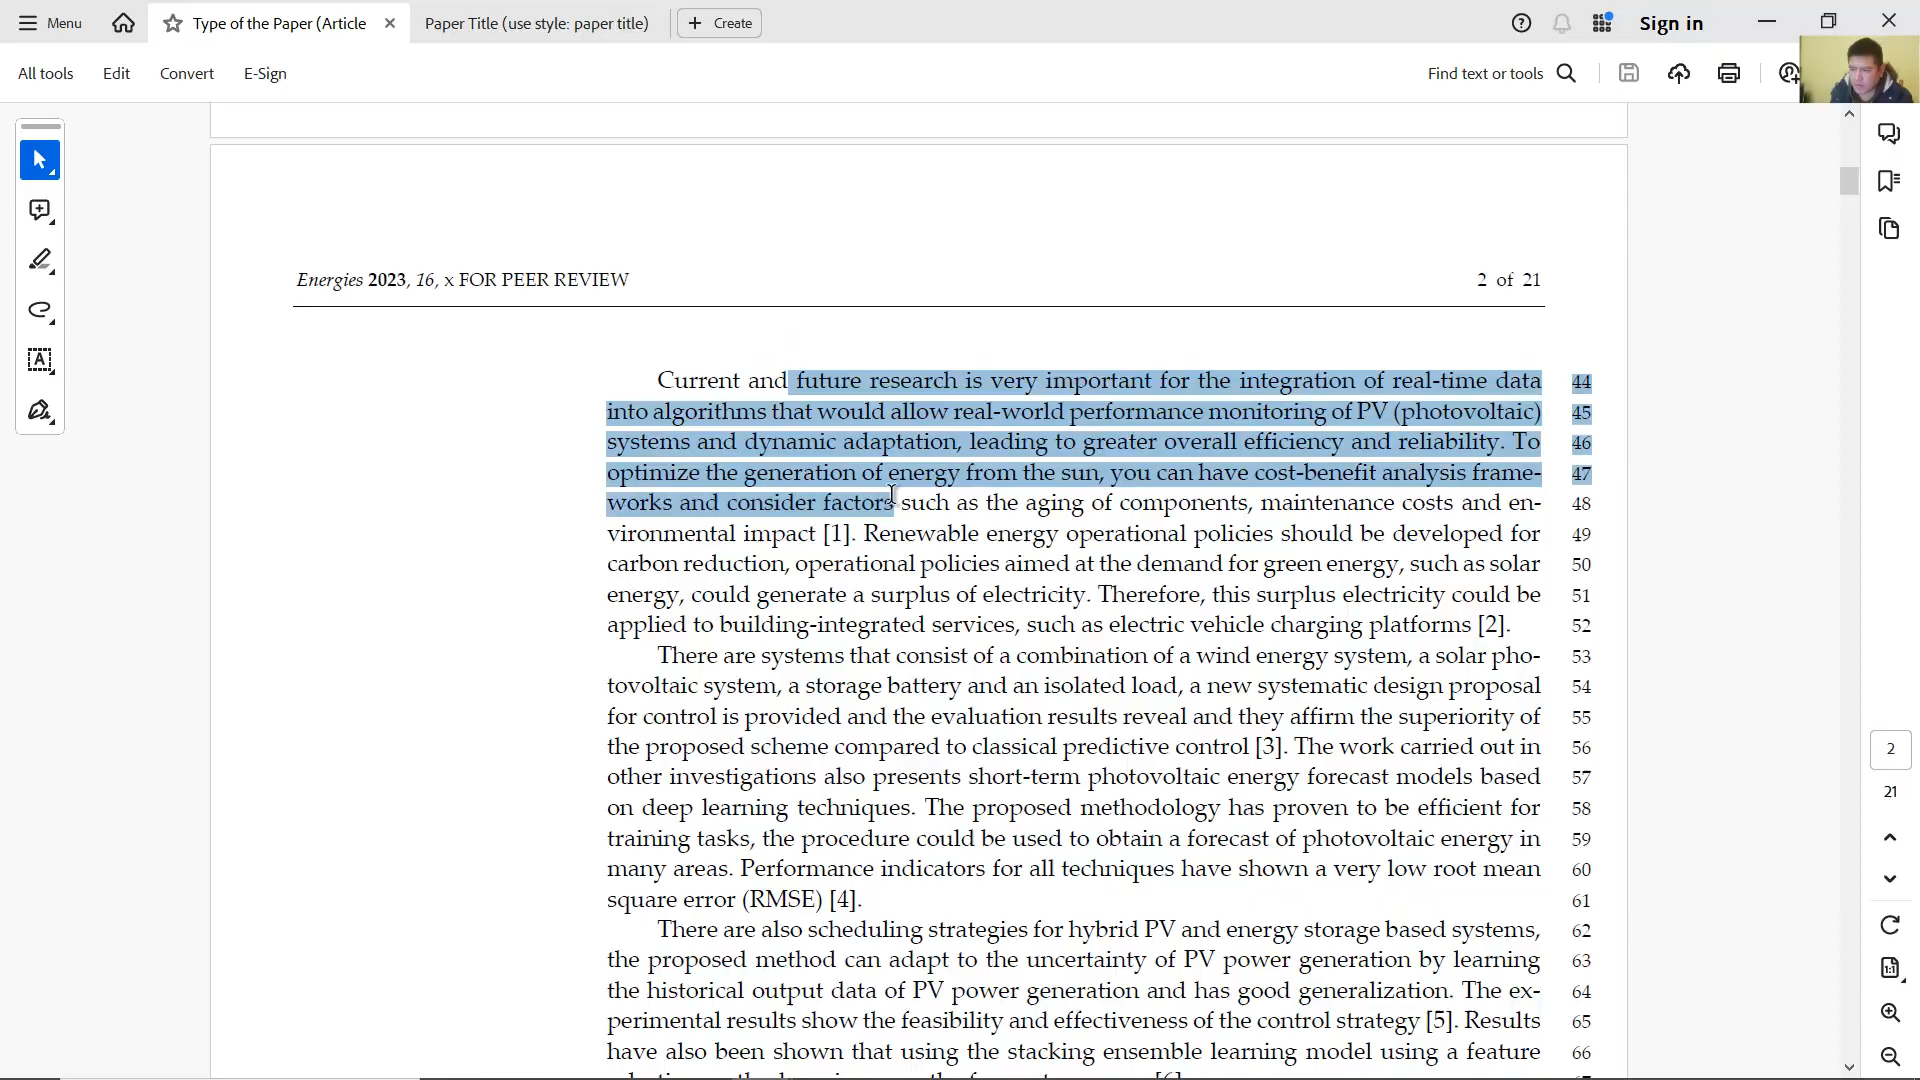 Menu
Type of the Paper (Article
Paper Title (use style: paper title)
Create
Sign in
All tools
Edit
Convert
E-Sign
Find text or tools
Energies 2023, 16, x FOR PEER REVIEW
2 of 21
Current and future research is very important for the integration of real-time data 44
into algorithms that would allow real-world performance monitoring of PV (photovoltaic) 45
systems and dynamic adaptation, leading to greater overall efficiency and reliability. To 46
optimize the generation of energy from the sun, you can have cost-benefit analysis frame- 47
works and consider factors such as the aging of components, maintenance costs and en- 48
vironmental impact [1]. Renewable energy operational policies should be developed for 49
carbon reduction, operational policies aimed at the demand for green energy, such as solar 50
energy, could generate a surplus of electricity. Therefore, this surplus electricity could be 51
applied to building-integrated services, such as electric vehicle charging platforms [2]. 52
There are systems that consist of a combination of a wind energy system, a solar pho- 53
tovoltaic system, a storage battery and an isolated load, a new systematic design proposal 54
for control is provided and the evaluation results reveal and they affirm the superiority of 55
the proposed scheme compared to classical predictive control [3]. The work carried out in 56
other investigations also presents short-term photovoltaic energy forecast models based 57
on deep learning techniques. The proposed methodology has proven to be efficient for 58
training tasks, the procedure could be used to obtain a forecast of photovoltaic energy in 59
many areas. Performance indicators for all techniques have shown a very low root mean 60
square error (RMSE) [4]. 61
There are also scheduling strategies for hybrid PV and energy storage based systems, 62
the proposed method can adapt to the uncertainty of PV power generation by learning 63
the historical output data of PV power generation and has good generalization. The ex- 64
perimental results show the feasibility and effectiveness of the control strategy [5]. Results 65
have also been shown that using the stacking ensemble learning model using a feature 66
2
21